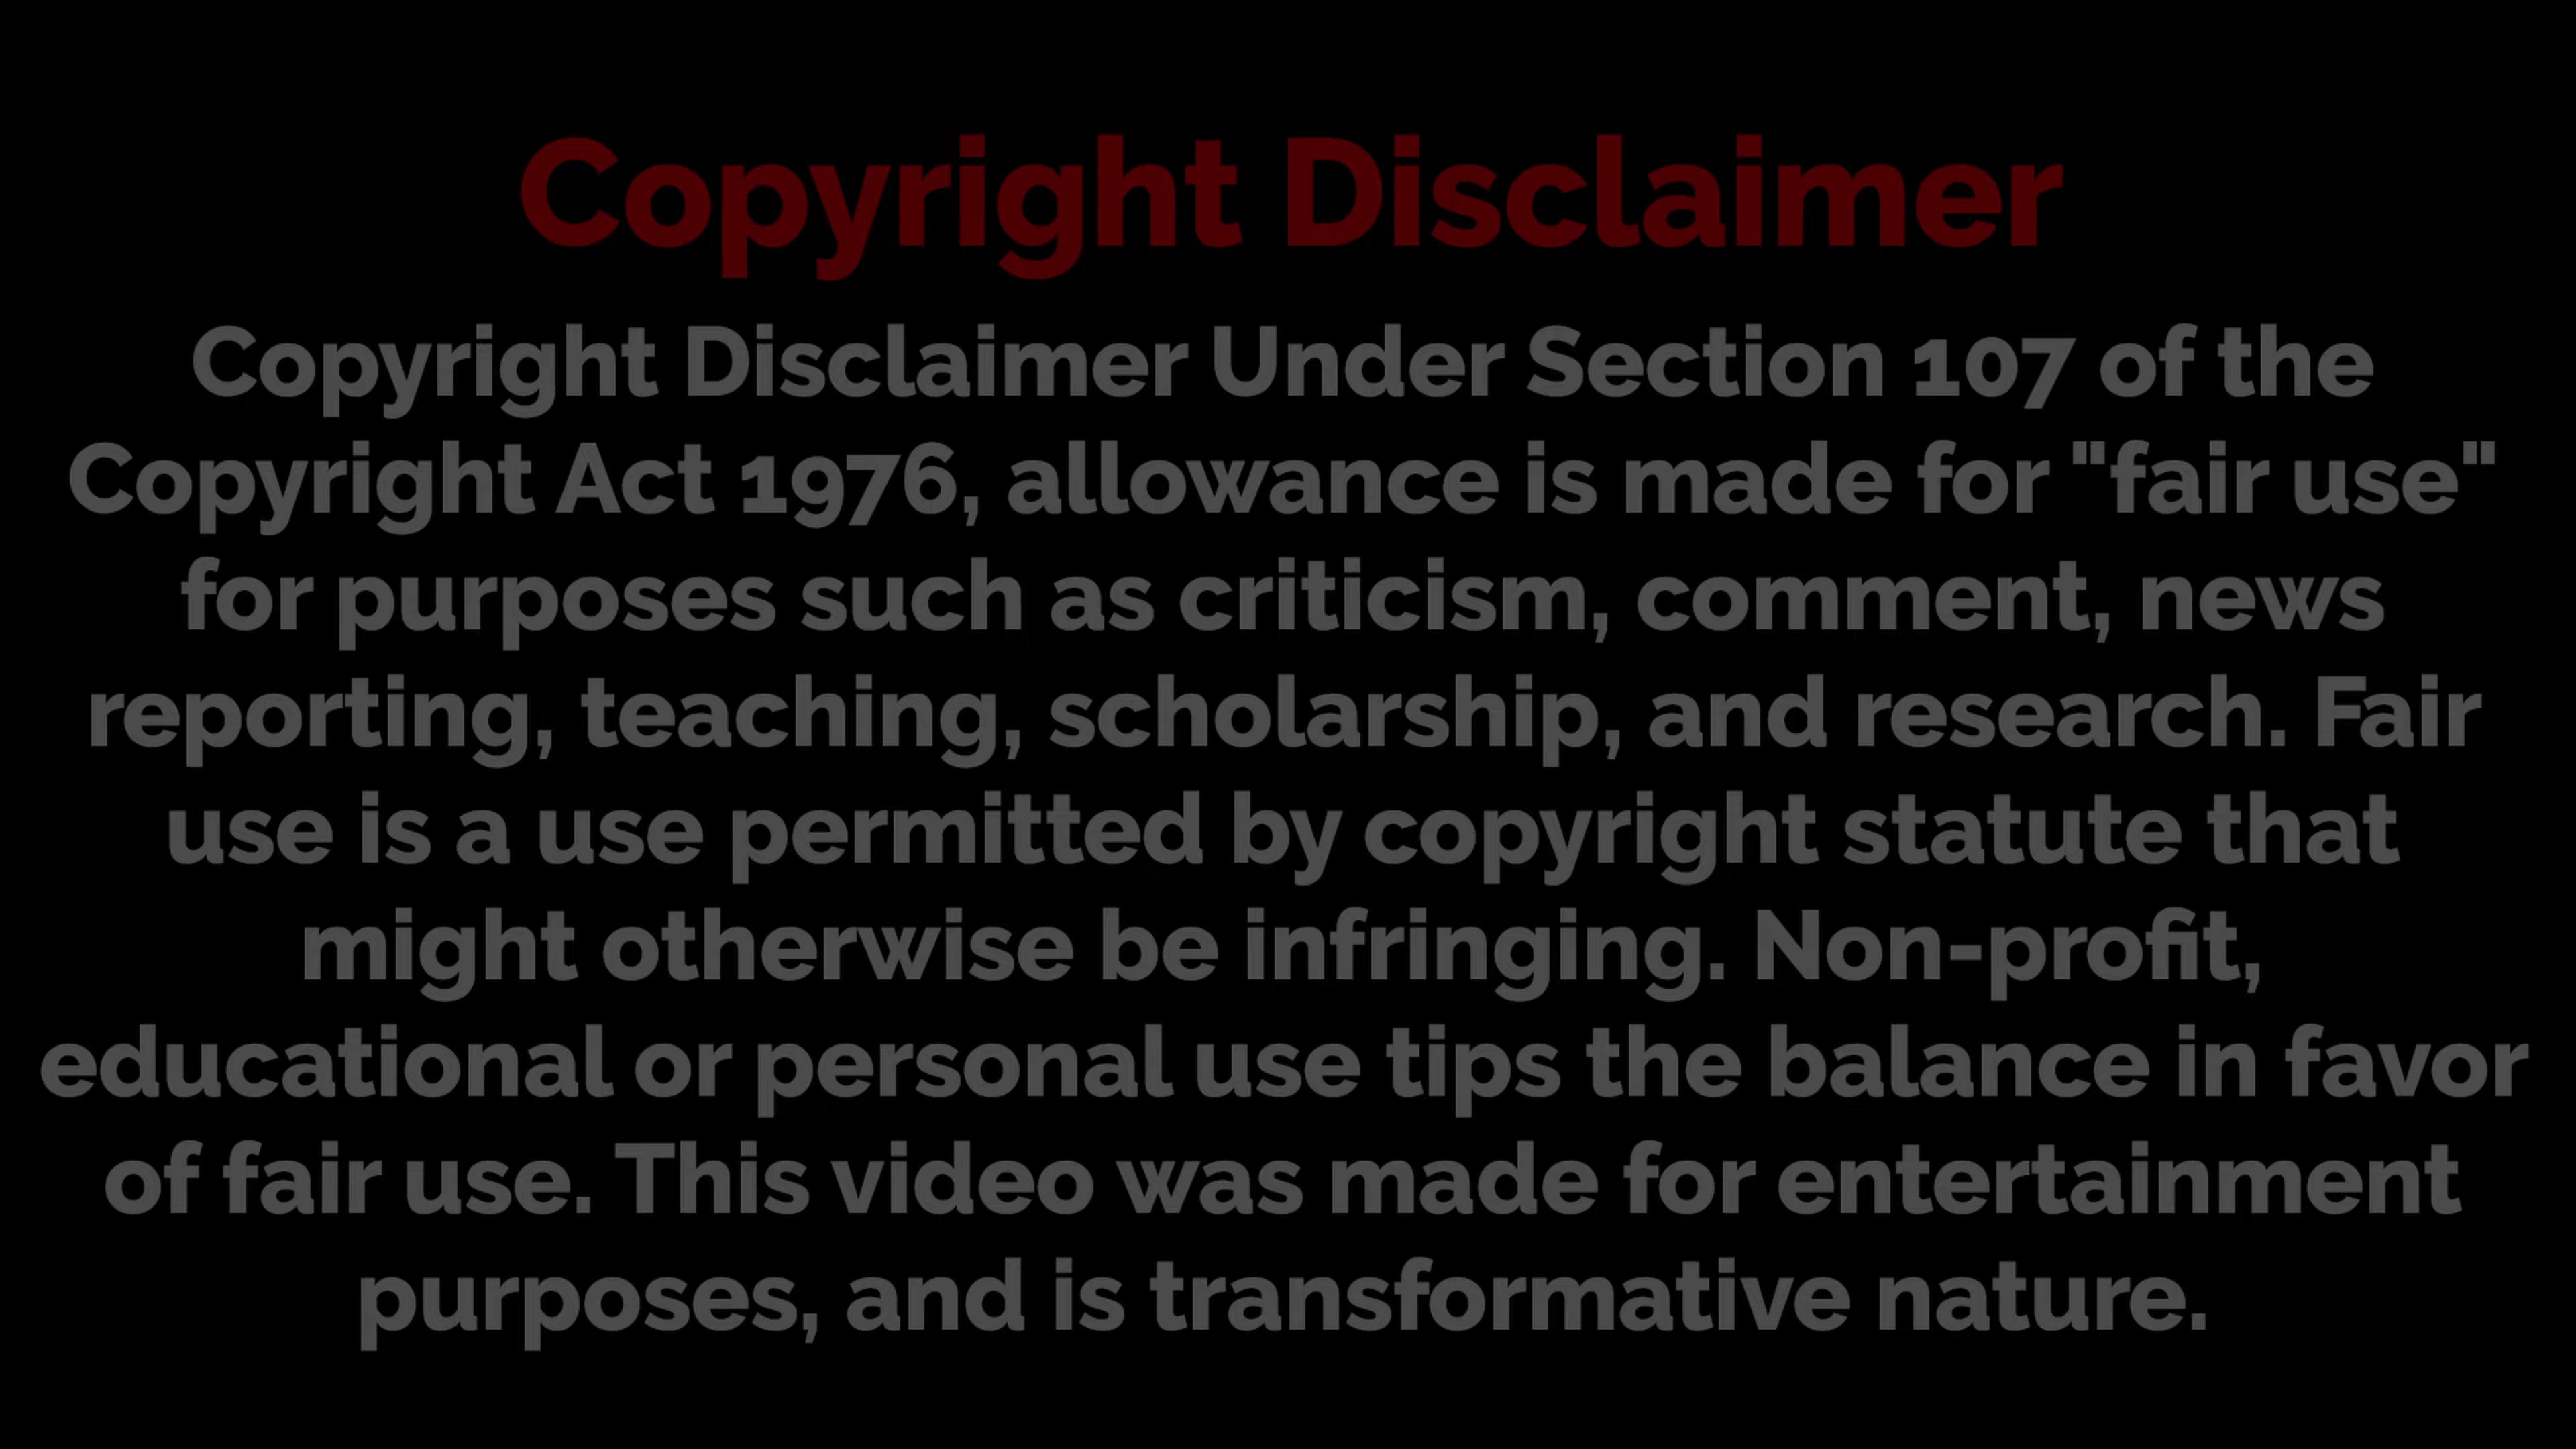 Copyright Disclaimer
Copyright Disclaimer Under Section 107 of the
Copyright Act 1976, allowance is made for "fair use"
for purposes such as criticism, comment, news
reporting, teaching, scholarship, and research. Fair
use is a use permitted by copyright statute that
might otherwise be infringing. Non-profit,
educational or personal use tips the balance in favor
of fair use. This video was made for entertainment
purposes, and is transformative nature.